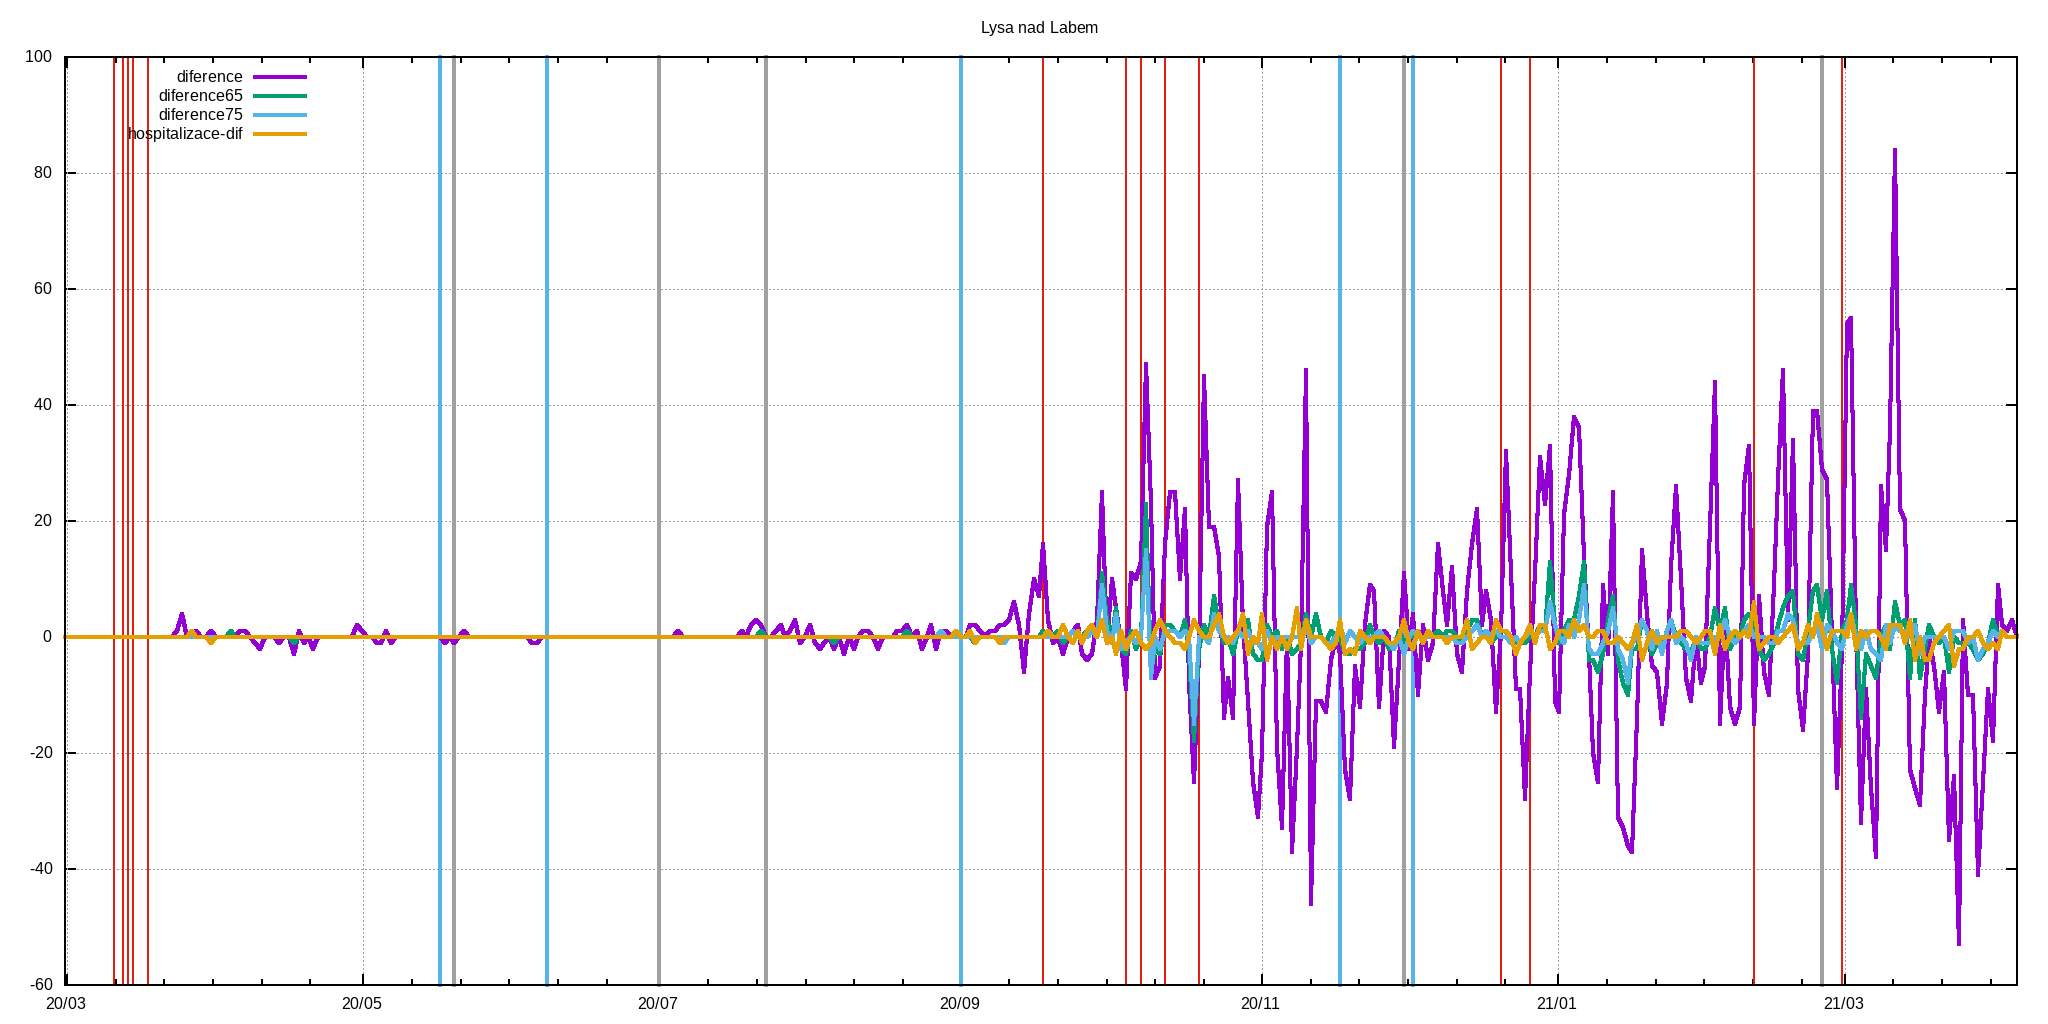 Lysa nad Labem
100
80
60
40
20
0
-20
-40
-60
diference
diference65
diference75
hospitalizace-dif
20/03 20/05 20/07 20/09 20/11 21/01 21/03